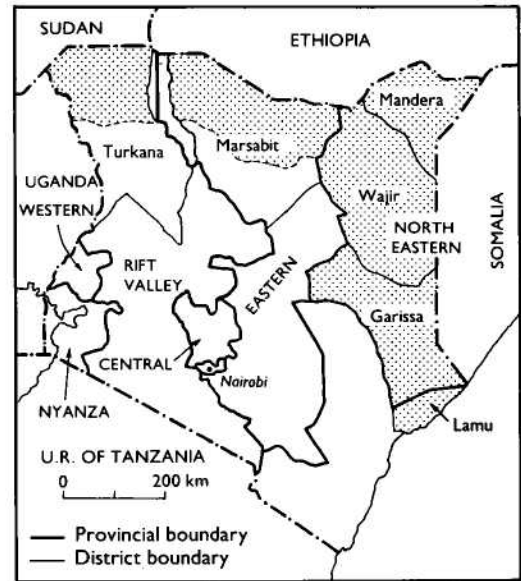 SUDAN
ETHIOPIA
Mandera
Turkana
Marsabit
UGANDA
Wajir
WESTERN
NORTH
EASTERN
SOMALIA
RIFT
VALLEY
EASTERN
Garissa
CENTRAL
Nairobi
NYANZA
Lamu
U.R. OF TANZANIA
0 200 km
Provincial boundary
District boundary